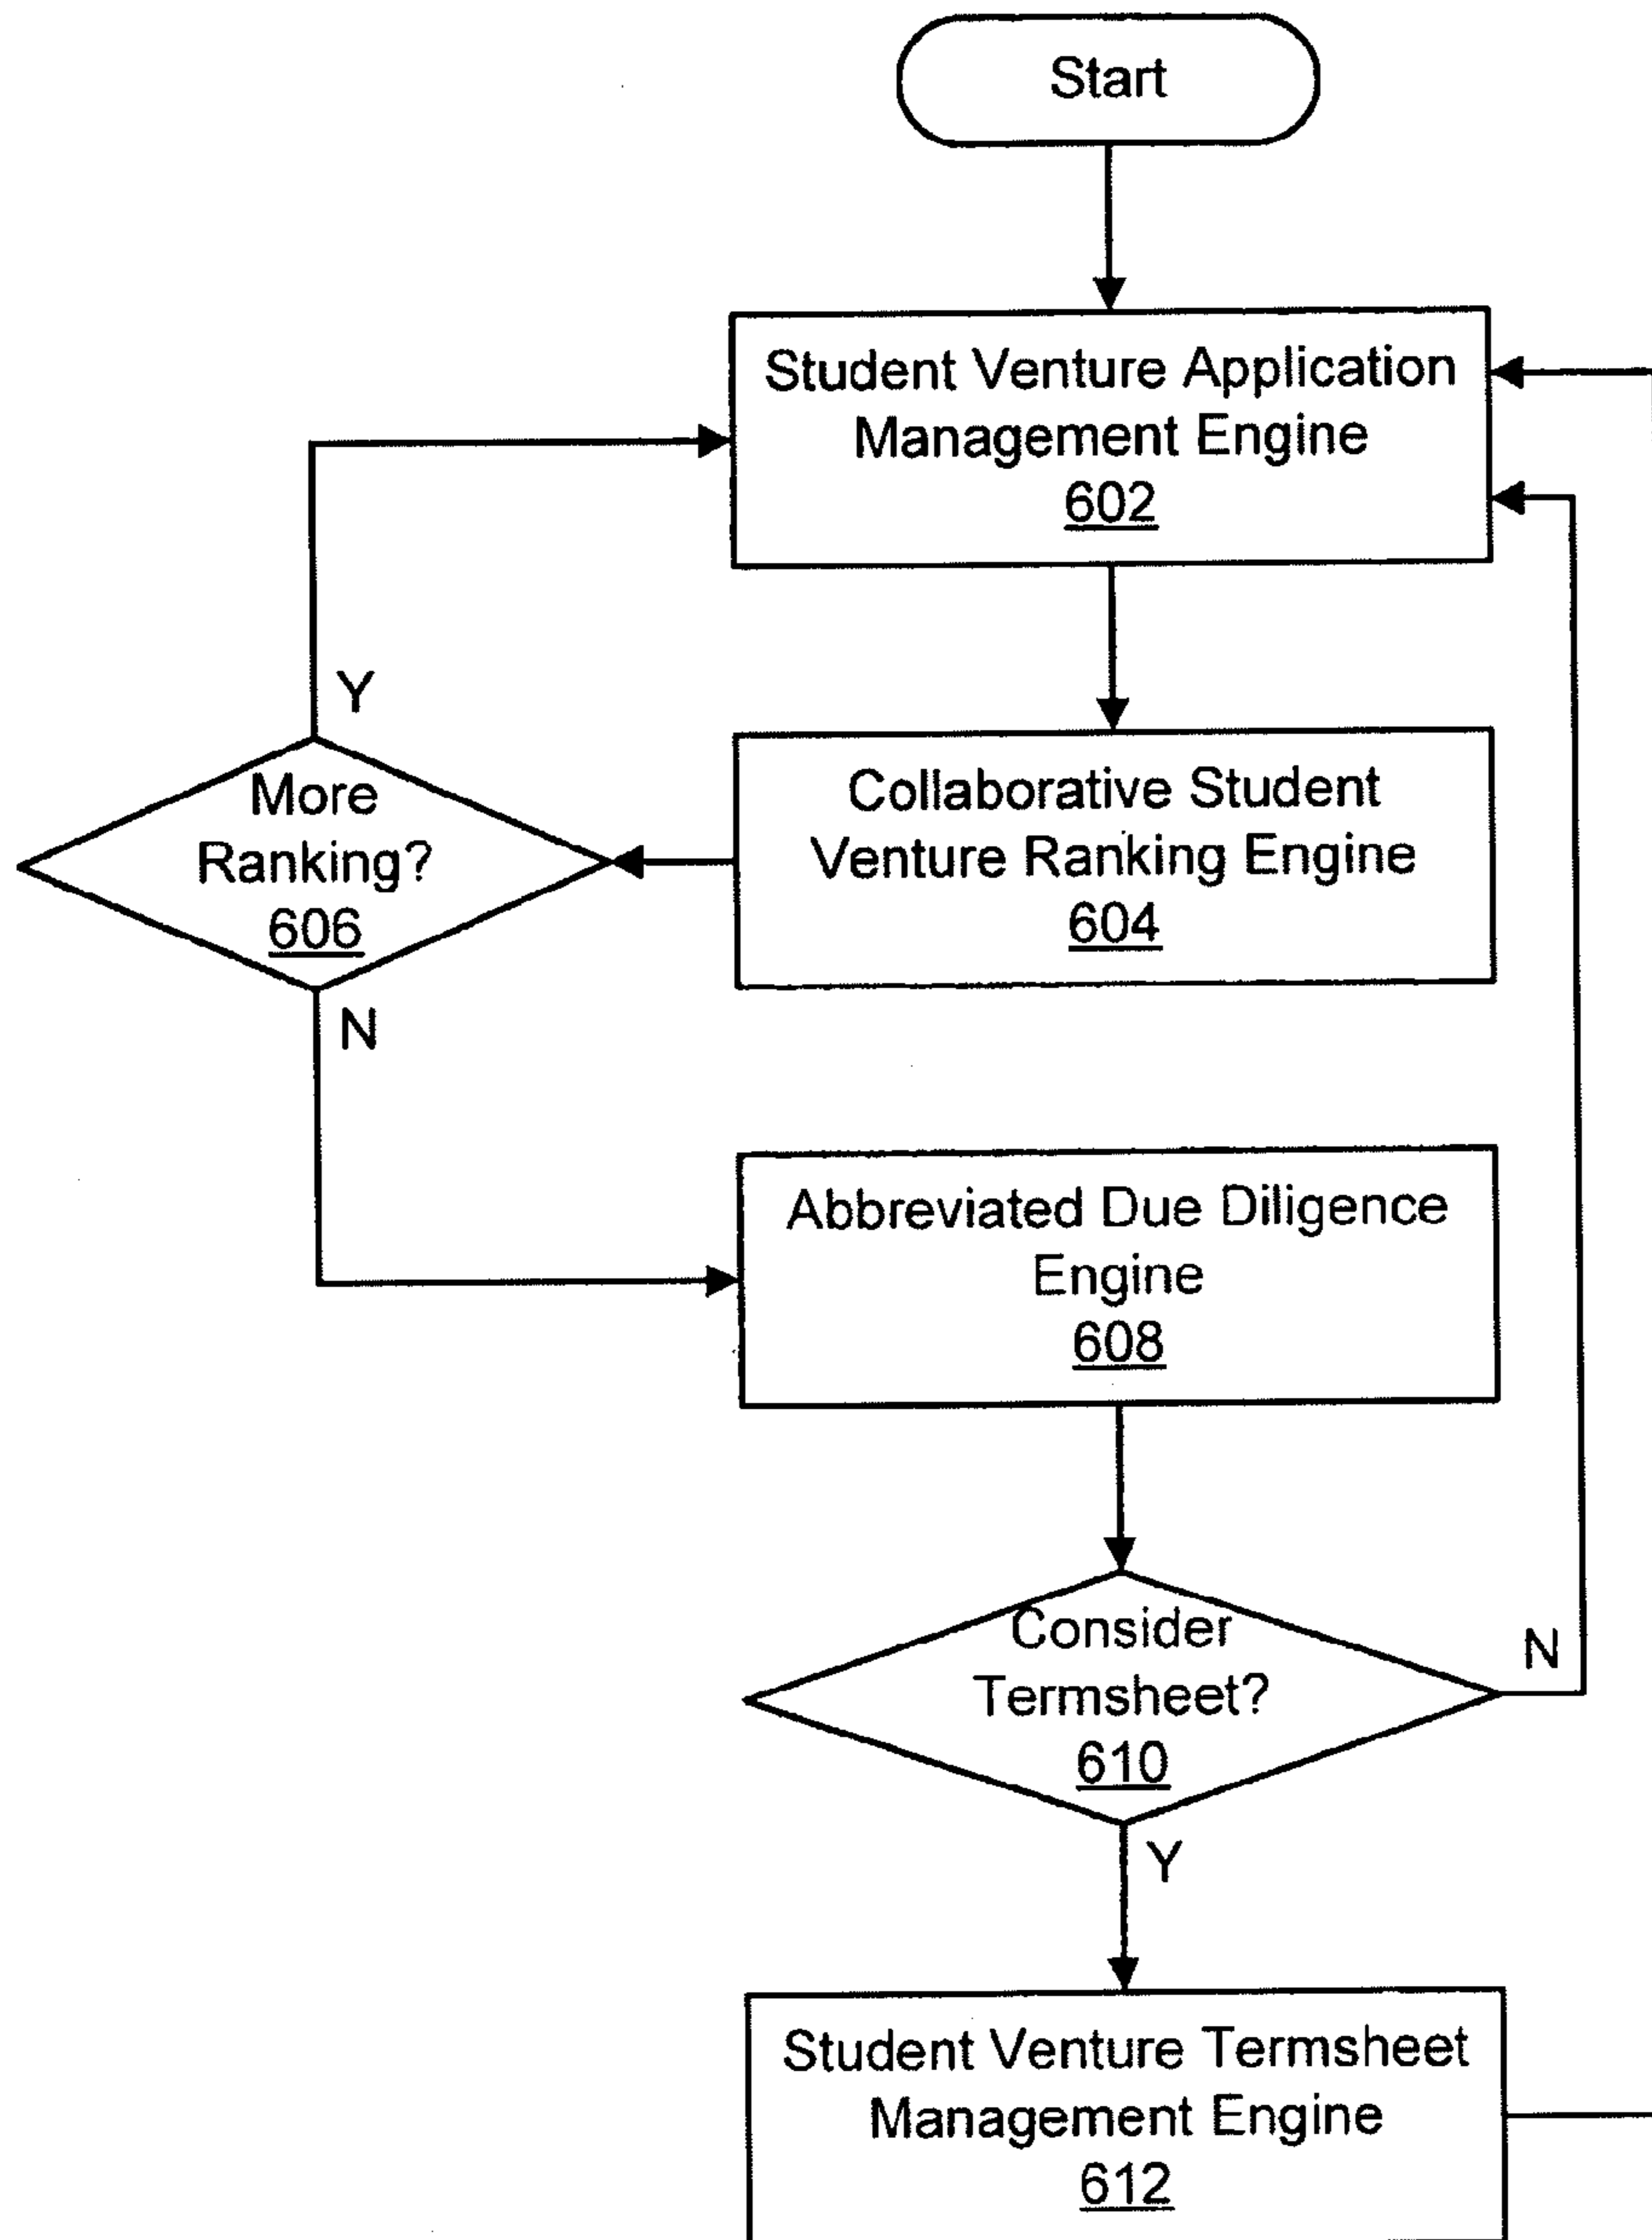 Start
Student Venture Application
Management Engine
602
Y
More
Ranking?
606
Collaborative Student
Venture Ranking Engine
604
N
Abbreviated Due Diligence
Engine
608
Consider
Termsheet?
610
N
Y
Student Venture Termsheet
Management Engine
612